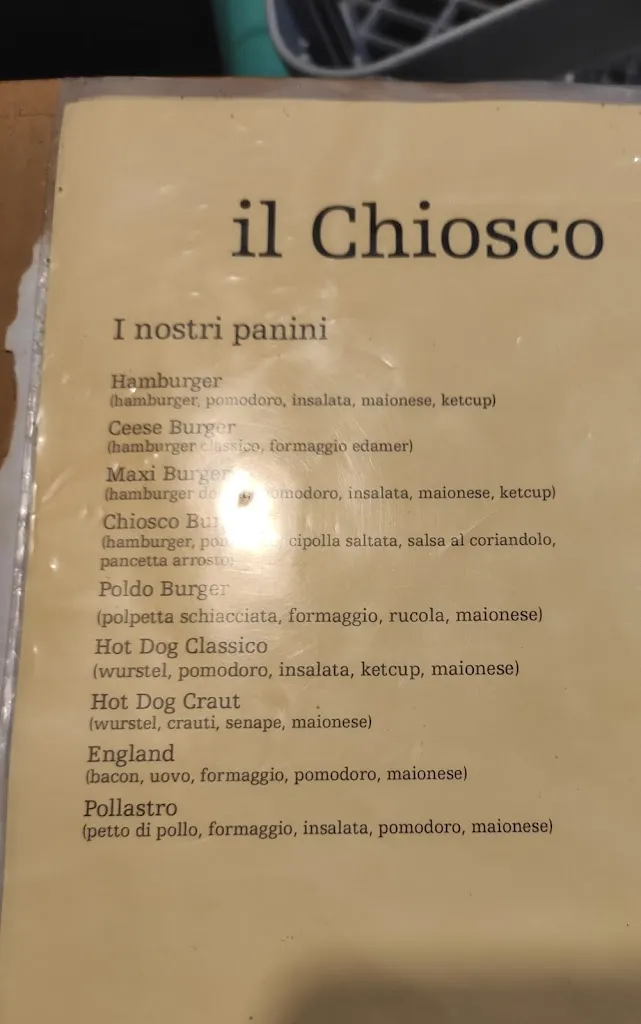 il Chiosco
I nostri panini
Hamburger
(hamburger, pomodoro, insalata, maionese, ketcup)
Ceese Burger
(hamburger classico, formaggio edamer)
Maxi Burger
(hamburger pomodoro, insalata, maionese, ketcup)
Chiosco
(hamburger, cipolla saltata, salsa al coriandolo,
pancetta arrosto)
Poldo Burger
(polpetta schiacciata, formaggio, rucola, maionese)
Hot Dog Classico
(wurstel, pomodoro, insalata, ketcup, maionese)
Hot Dog Craut
(wurstel, crauti, senape, maionese)
England
(bacon, uovo, formaggio, pomodoro, maionese)
Pollastro
(petto di pollo, formaggio, insalata, pomodoro, maionese)